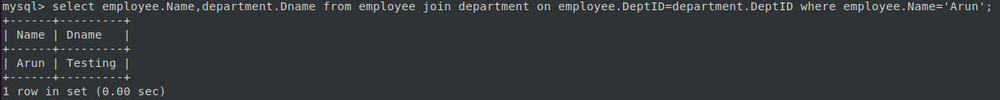 mysql> select employee.Name,department.Dname from employee join department on employee.DeptID=department.DeptID where employee.Name='Arun';
+------+---------+
| Name | Dname   |
+------+---------+
| Arun | Testing |
+------+---------+
1 row in set (0.00 sec)